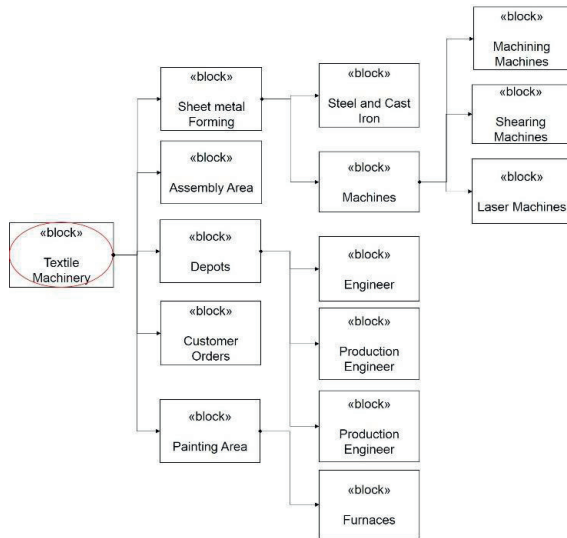 «block»
Textile
Machinery
«block»
Sheet metal
Forming
«block»
Assembly Area
«block»
Depots
«block»
Customer
Orders
«block»
Painting Area
«block»
Steel and Cast
Iron
«block»
Machines
«block»
Engineer
«block»
Production
Engineer
«block»
Production
Engineer
«block»
Furnaces
«block»
Machining
Machines
«block»
Shearing
Machines
«block»
Laser Machines